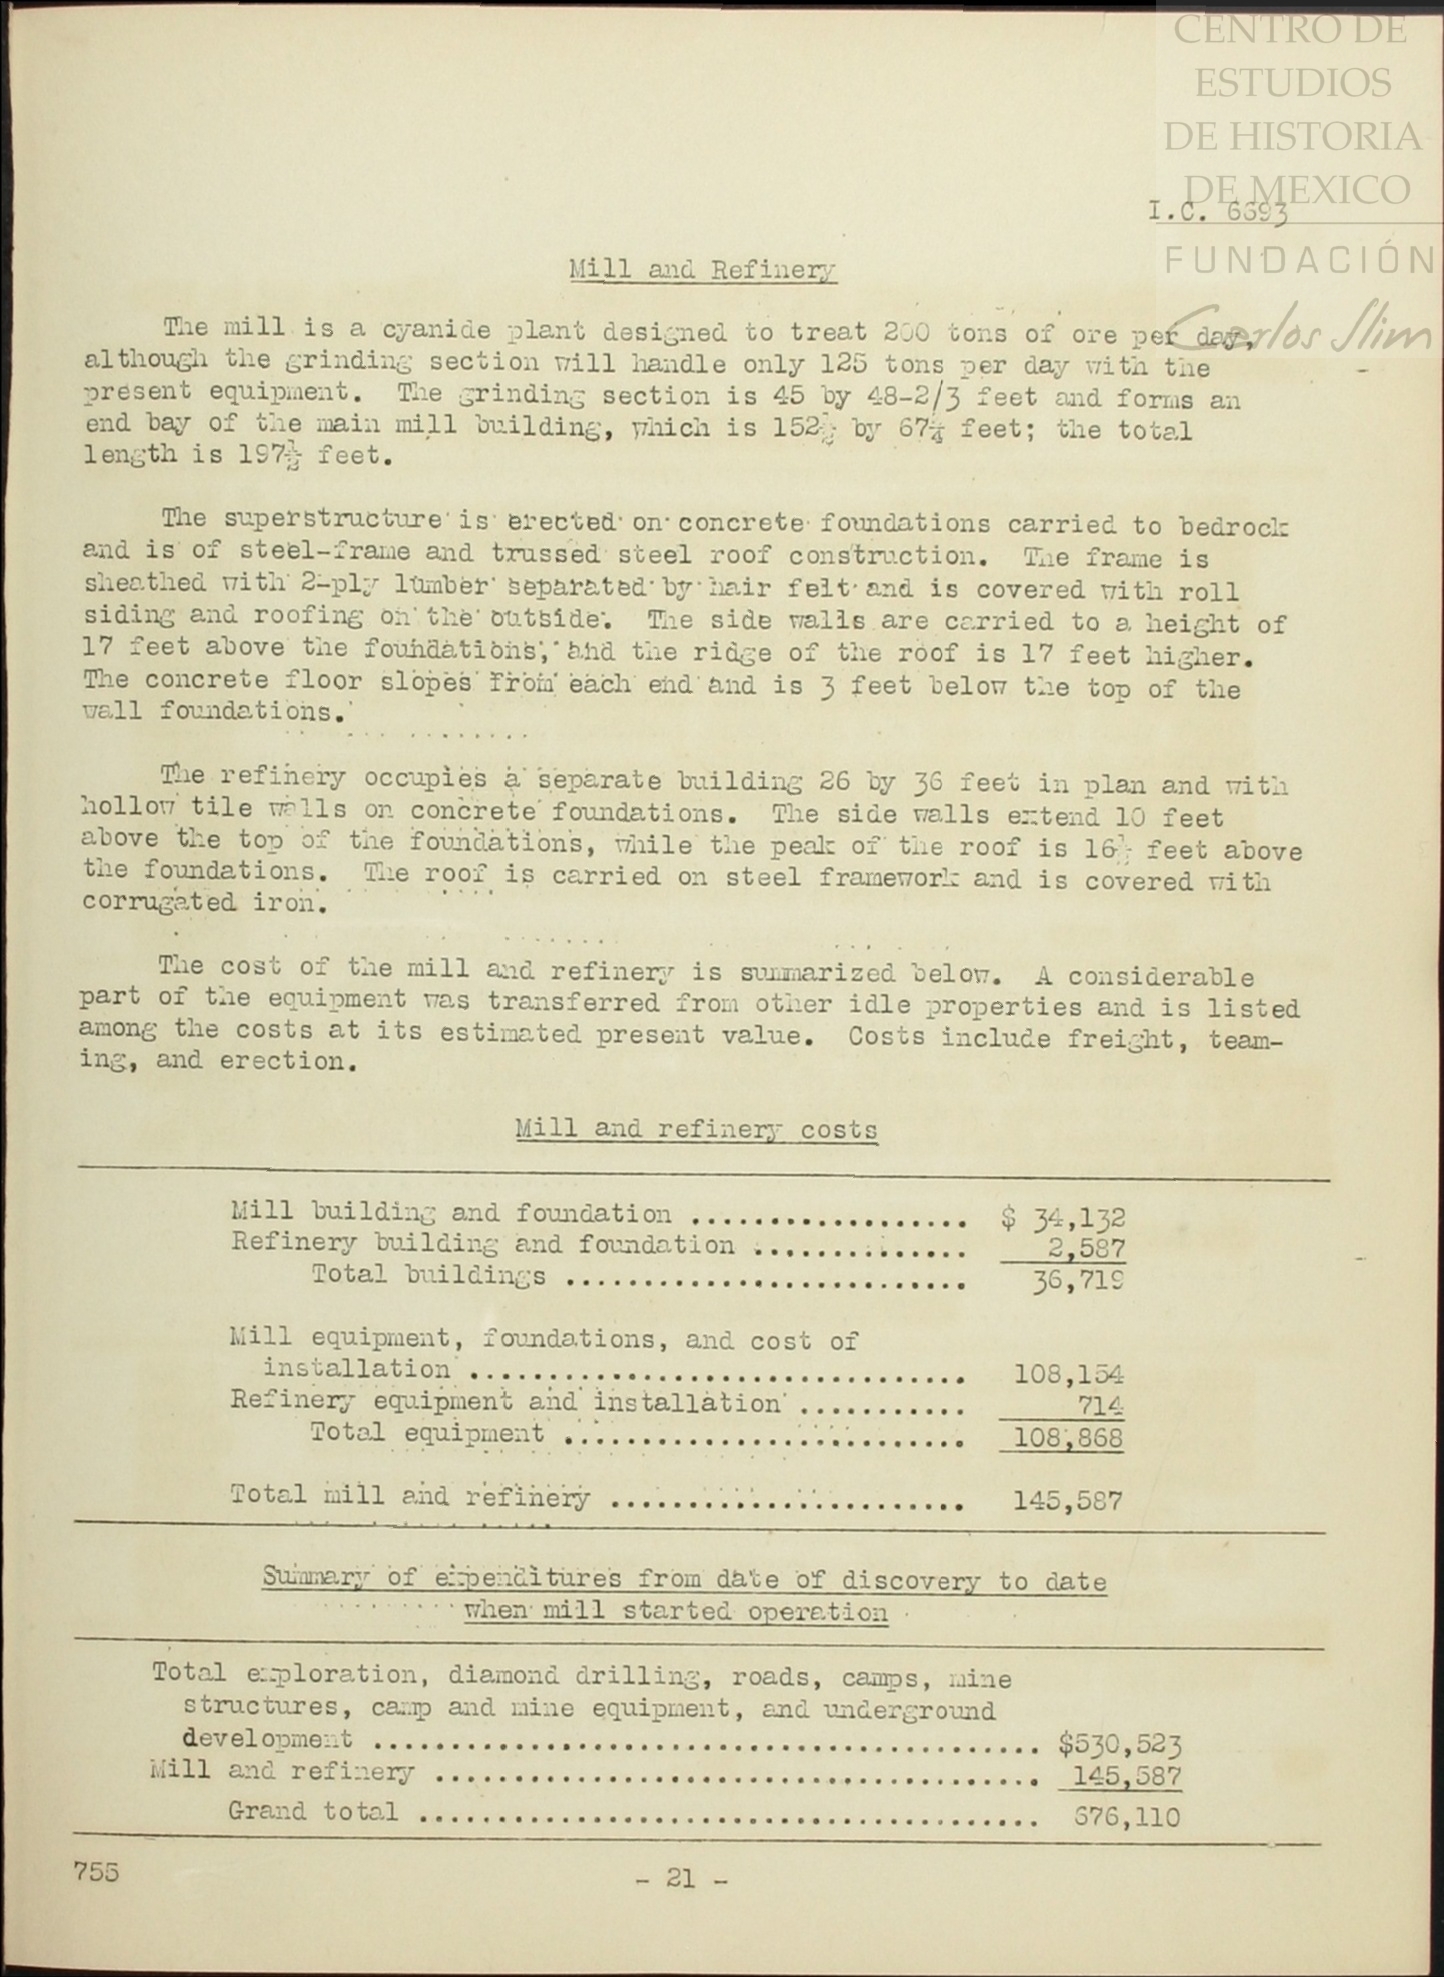 CENTRO DE
ESTUDIOS
DE HISTORIA
DE MEXICO
I.C. 6693
FUNDACIÓN
Carlos Slim
Mill and Refinery
The mill is a cyanide plant designed to treat 200 tons of ore per day,
although the grinding section will handle only 125 tons per day with the
present equipment. The grinding section is 45 by 48-2/3 feet and forms an
end bay of the main mill building, which is 152½ by 67¼ feet; the total
length is 197½ feet.
The superstructure is erected on concrete foundations carried to bedrock
and is of steel-frame and trussed steel roof construction. The frame is
sheathed with 2-ply lumber separated by hair felt and is covered with roll
siding and roofing on the outside. The side walls are carried to a height of
17 feet above the foundations, and the ridge of the roof is 17 feet higher.
The concrete floor slopes from each end and is 3 feet below the top of the
wall foundations.
The refinery occupies a separate building 26 by 36 feet in plan and with
hollow tile walls on concrete foundations. The side walls extend 10 feet
above the top of the foundations, while the peak of the roof is feet above
the foundations. The roof is carried on steel framework and is covered with
corrugated iron.
The cost of the mill and refinery is summarized below. A considerable
part of the equipment was transferred from other idle properties and is listed
among the costs at its estimated present value. Costs include freight, team-
ing, and erection.
Mill and refinery costs
Mill building and foundation .................. $ 34,132
Refinery building and foundation .............. 2,587
Total buildings ......................... 36,719
Mill equipment, foundations, and cost of
installation ................................ 108,154
Refinery equipment and installation ........... 714
Total equipment ......................... 108,868
Total mill and refinery ....................... 145,587
Summary of expenditures from date of discovery to date
when mill started operation
Total exploration, diamond drilling, roads, camps, mine
structures, camp and mine equipment, and underground
development ........................................... $530,523
Mill and refinery ....................................... 145,587
Grand total ........................................ 676,110
755
- 21 -